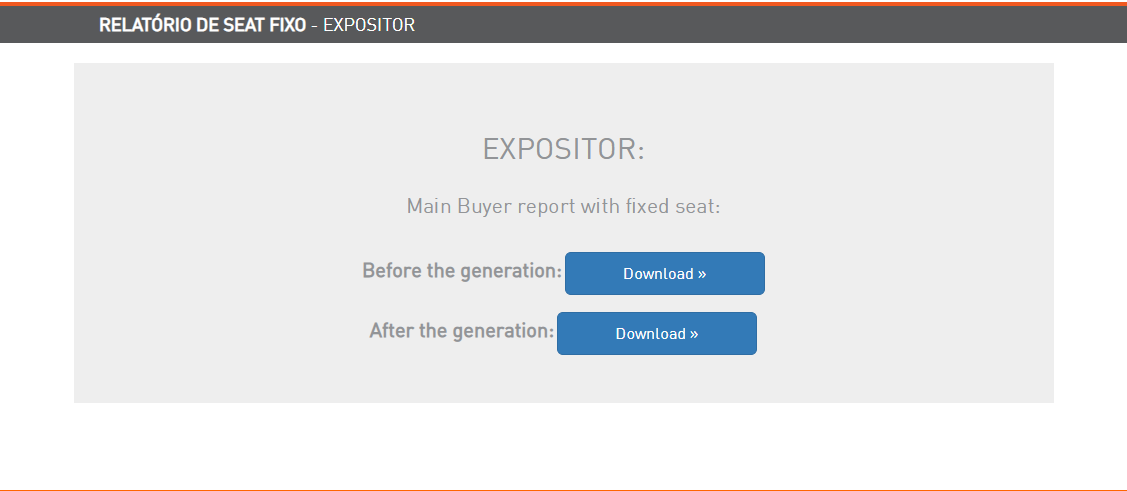 RELATÓRIO DE SEAT FIXO - EXPOSITOR
EXPOSITOR:
Main Buyer report with fixed seat:
Before the generation: Download »
After the generation: Download »